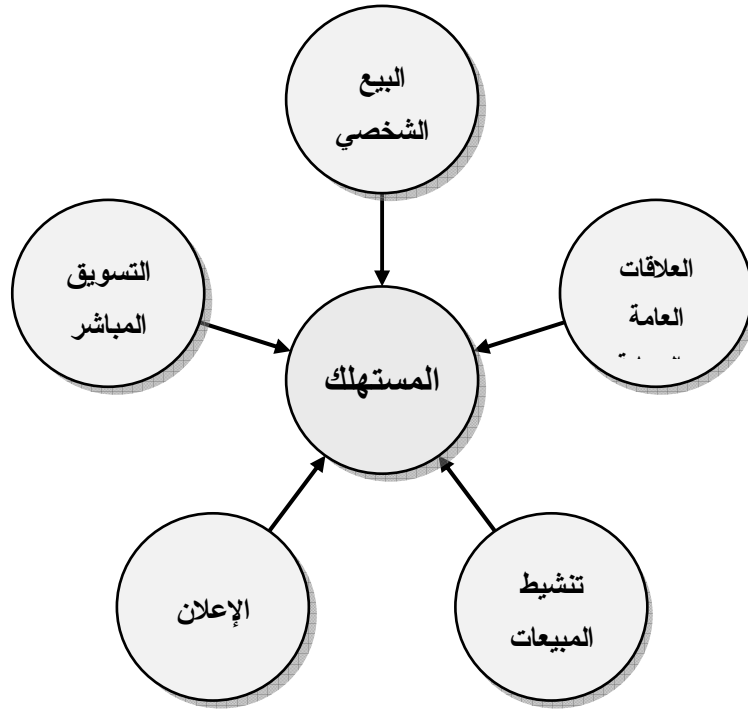 البيع
الشخصي
العلاقات
العامة
التسويق
المباشر
المستهلك
تنشيط
المبيعات
الإعلان